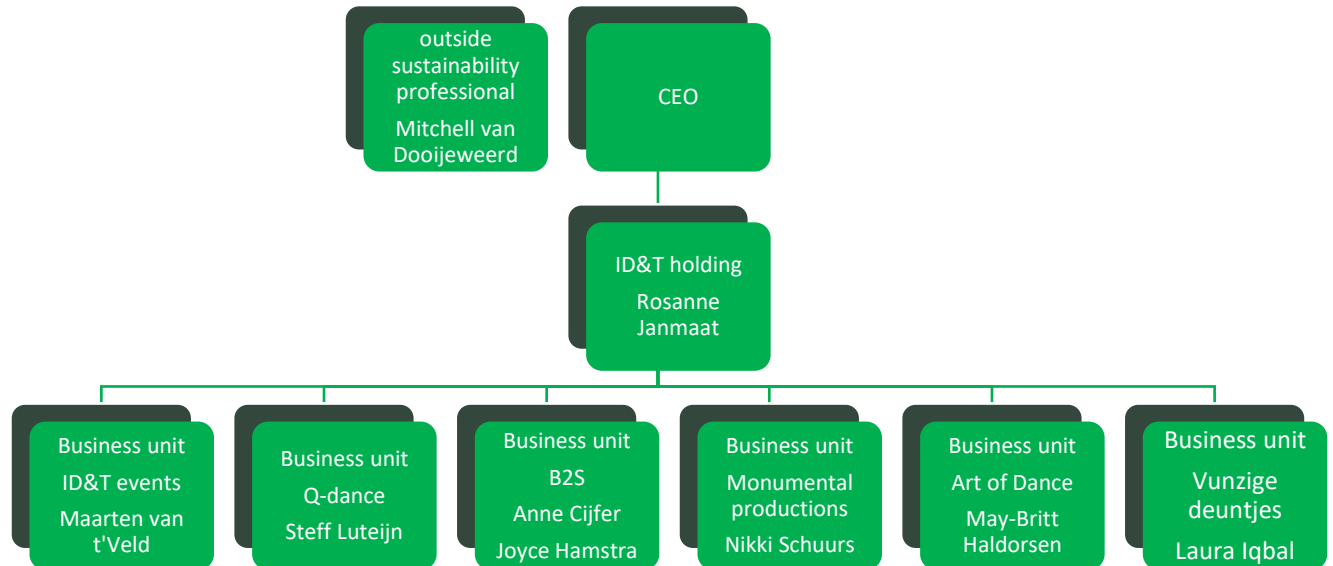 outside
sustainability
professional
Mitchell van
Dooijeweerd
CEO
ID&T holding
Rosanne
Janmaat
Business unit
ID&T events
Maarten van
t'Veld
Business unit
Q-dance
Steff Luteijn
Business unit
B2S
Anne Cijfer
Joyce Hamstra
Business unit
Monumental
productions
Nikki Schuurs
Business unit
Art of Dance
May-Britt
Haldorsen
Business unit
Vunzige
deuntjes
Laura Iqbal